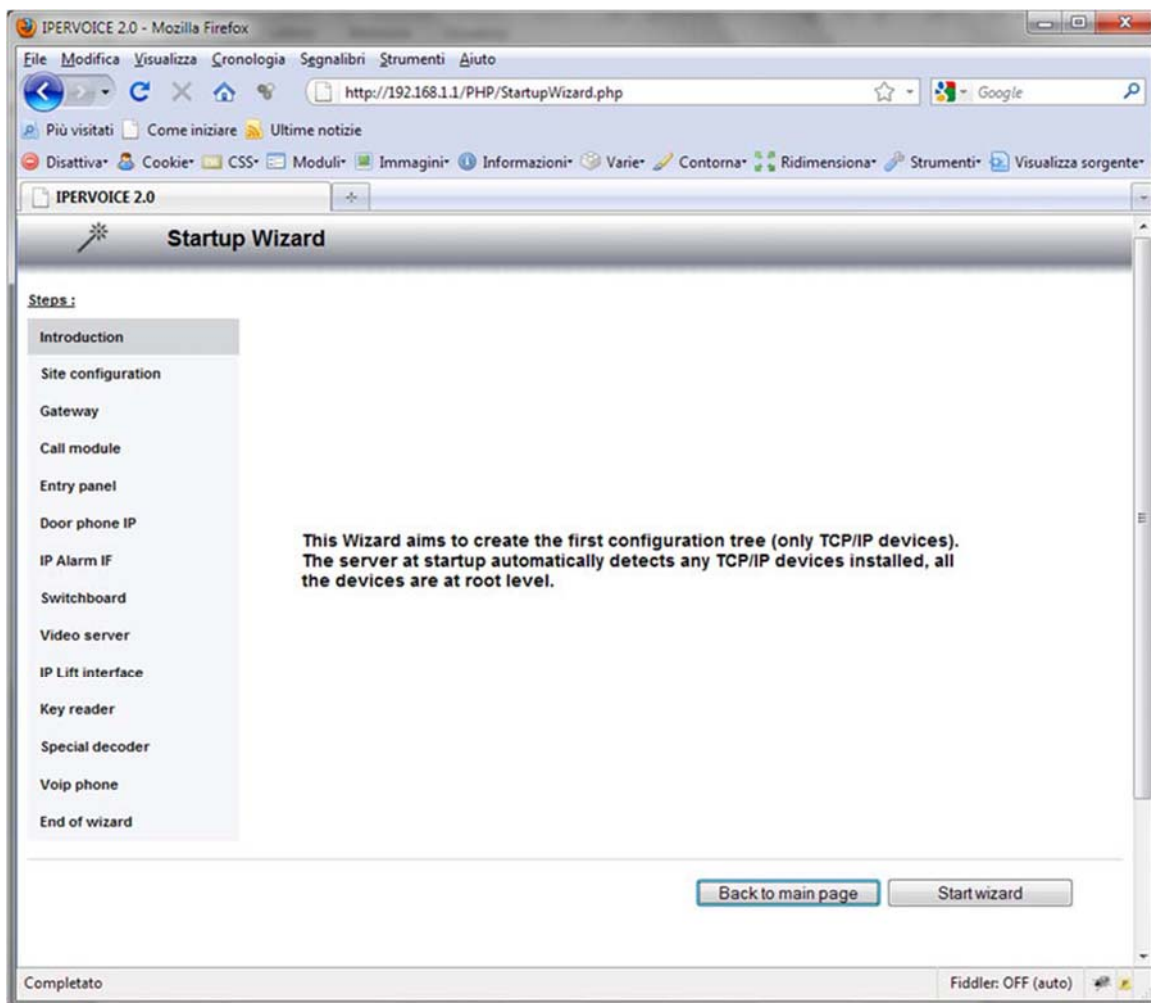 IPERVOICE 2.0 - Mozilla Firefox
File Modifica Visualizza Cronologia Segnalibri Strumenti Aiuto
http://192.168.1.1/PHP/StartupWizard.php
Google
Più visitati Come iniziare Ultime notizie
Disattiva Cookie CSS Moduli Immagini Informazioni Varie Contorna Ridimensiona Strumenti Visualizza sorgente
IPERVOICE 2.0
Startup Wizard
Steps :
Introduction
Site configuration
Gateway
Call module
Entry panel
Door phone IP
IP Alarm IF
Switchboard
Video server
IP Lift interface
Key reader
Special decoder
Voip phone
End of wizard
This Wizard aims to create the first configuration tree (only TCP/IP devices).
The server at startup automatically detects any TCP/IP devices installed, all
the devices are at root level.
Back to main page Start wizard
Completato Fiddler: OFF (auto)